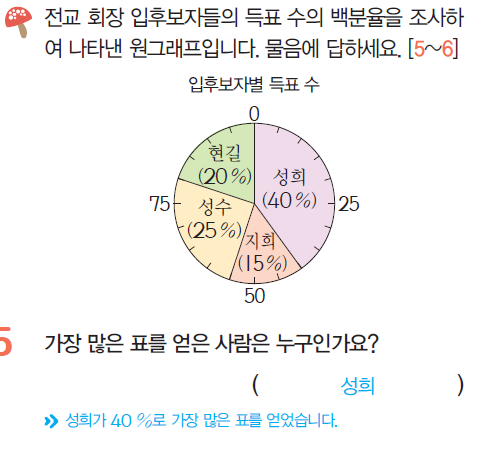 전교 회장 입후보자들의 득표 수의 백분율을 조사하
여 나타낸 원그래프입니다. 물음에 답하세요. [5~6]
입후보자별 득표 수
0
현길
(20%)
성희
(40%)
75
성수
(25%)
25
지희
(15%)
50
5 가장 많은 표를 얻은 사람은 누구인가요?
( 성희 )
» 성희가 40 %로 가장 많은 표를 얻었습니다.